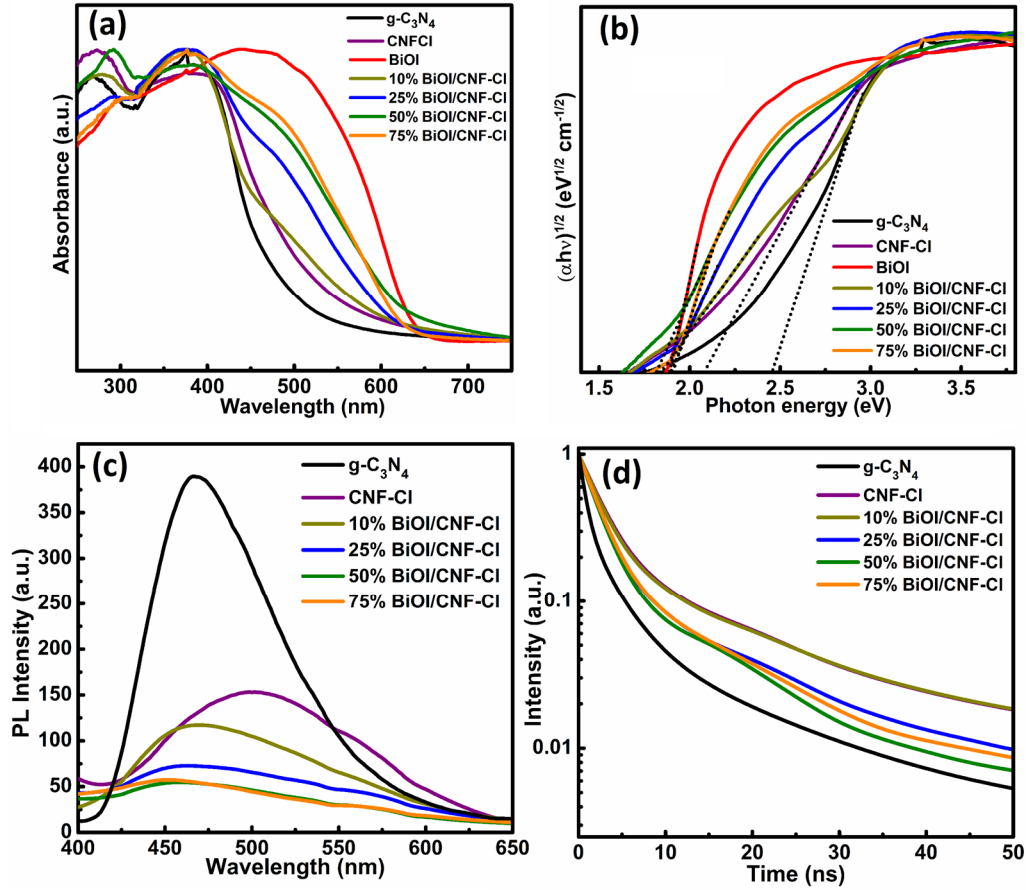 (a)
g-C₃N₄
CNFCl
BiOI
10% BiOI/CNF-Cl
25% BiOI/CNF-Cl
50% BiOI/CNF-Cl
75% BiOI/CNF-Cl
Absorbance (a.u.)
300 400 500 600 700
Wavelength (nm)
(b)
g-C₃N₄
CNF-Cl
BiOI
10% BiOI/CNF-Cl
25% BiOI/CNF-Cl
50% BiOI/CNF-Cl
75% BiOI/CNF-Cl
(αhν)¹/² (eV¹/² cm⁻¹/²)
1.5 2.0 2.5 3.0 3.5
Photon energy (eV)
(c)
g-C₃N₄
CNF-Cl
10% BiOI/CNF-Cl
25% BiOI/CNF-Cl
50% BiOI/CNF-Cl
75% BiOI/CNF-Cl
PL Intensity (a.u.)
400
350
300
250
200
150
100
50
0
400 450 500 550 600 650
Wavelength (nm)
(d)
g-C₃N₄
CNF-Cl
10% BiOI/CNF-Cl
25% BiOI/CNF-Cl
50% BiOI/CNF-Cl
75% BiOI/CNF-Cl
Intensity (a.u.)
1
0.1
0.01
0 10 20 30 40 50
Time (ns)